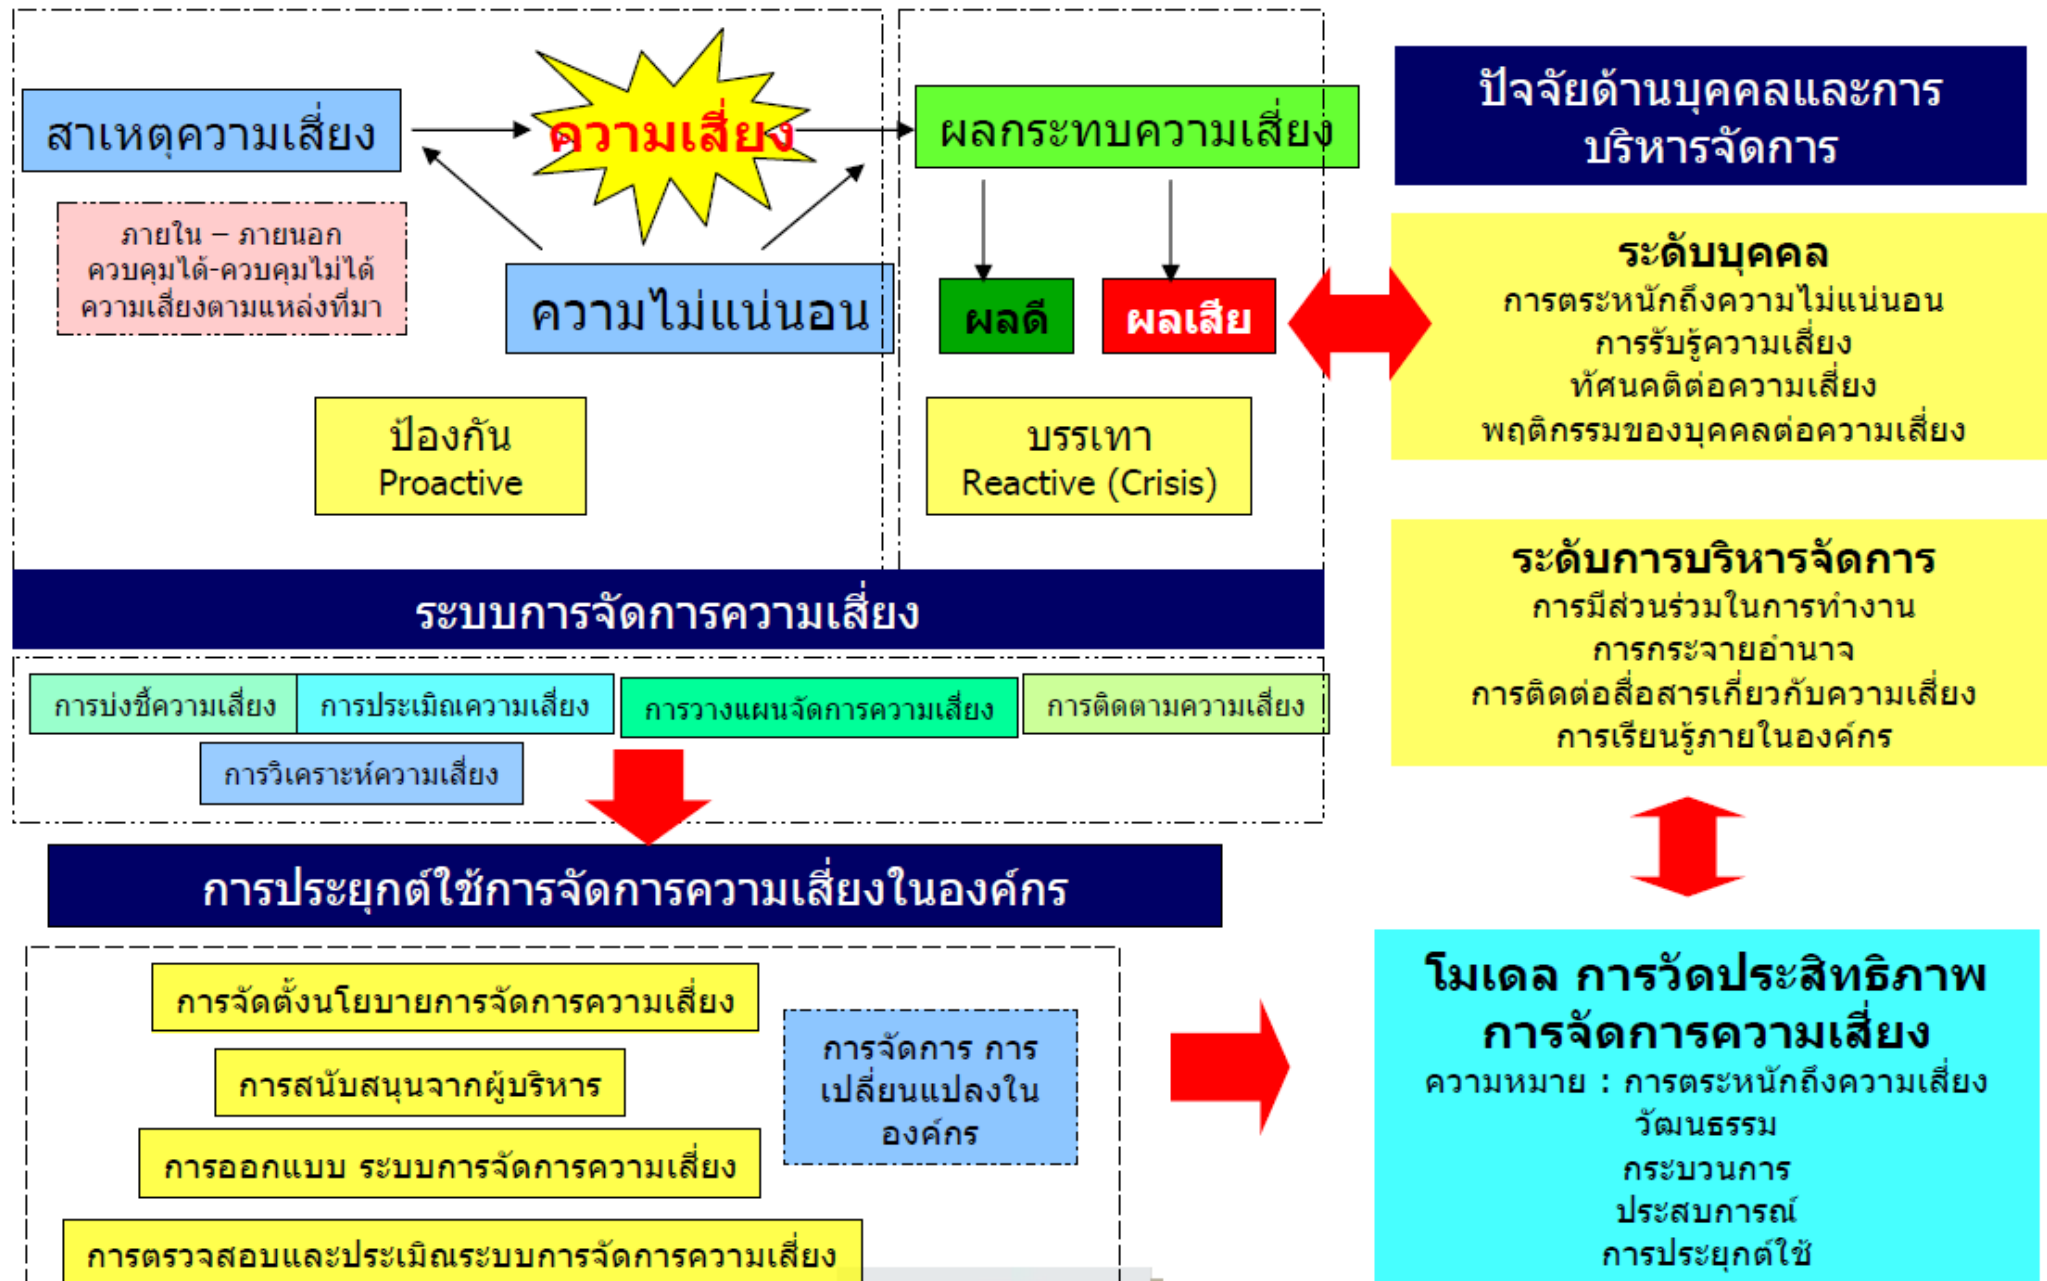 สาเหตุความเสี่ยง
ความเสี่ยง
ผลกระทบความเสี่ยง
ภายใน – ภายนอก
ควบคุมได้-ควบคุมไม่ได้
ความเสี่ยงตามแหล่งที่มา
ความไม่แน่นอน
ผลดี
ผลเสีย
ป้องกัน
Proactive
บรรเทา
Reactive (Crisis)
ปัจจัยด้านบุคคลและการ
บริหารจัดการ
ระดับบุคคล
การตระหนักถึงความไม่แน่นอน
การรับรู้ความเสี่ยง
ทัศนคติต่อความเสี่ยง
พฤติกรรมของบุคคลต่อความเสี่ยง
ระดับการบริหารจัดการ
การมีส่วนร่วมในการทำงาน
การกระจายอำนาจ
การติดต่อสื่อสารเกี่ยวกับความเสี่ยง
การเรียนรู้ภายในองค์กร
ระบบการจัดการความเสี่ยง
การบ่งชี้ความเสี่ยง
การประเมิณความเสี่ยง
การวางแผนจัดการความเสี่ยง
การติดตามความเสี่ยง
การวิเคราะห์ความเสี่ยง
การประยุกต์ใช้การจัดการความเสี่ยงในองค์กร
การจัดตั้งนโยบายการจัดการความเสี่ยง
การสนับสนุนจากผู้บริหาร
การออกแบบ ระบบการจัดการความเสี่ยง
การตรวจสอบและประเมิณระบบการจัดการความเสี่ยง
การจัดการ การ
เปลี่ยนแปลงใน
องค์กร
โมเดล การวัดประสิทธิภาพ
การจัดการความเสี่ยง
ความหมาย : การตระหนักถึงความเสี่ยง
วัฒนธรรม
กระบวนการ
ประสบการณ์
การประยุกต์ใช้